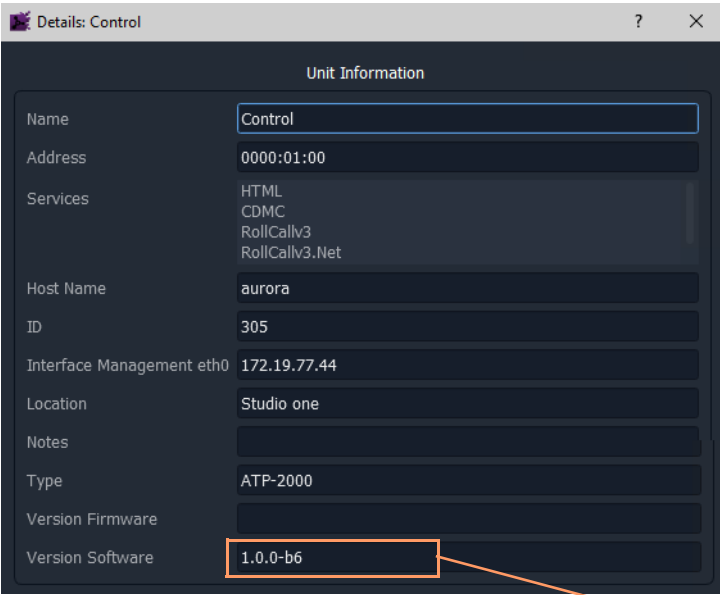 Details: Control ? ×
Unit Information
Name Control
Address 0000:01:00
Services HTML
CDMC
RollCallv3
RollCallv3.Net
Host Name aurora
ID 305
Interface Management eth0 172.19.77.44
Location Studio one
Notes
Type ATP-2000
Version Firmware
Version Software 1.0.0-b6